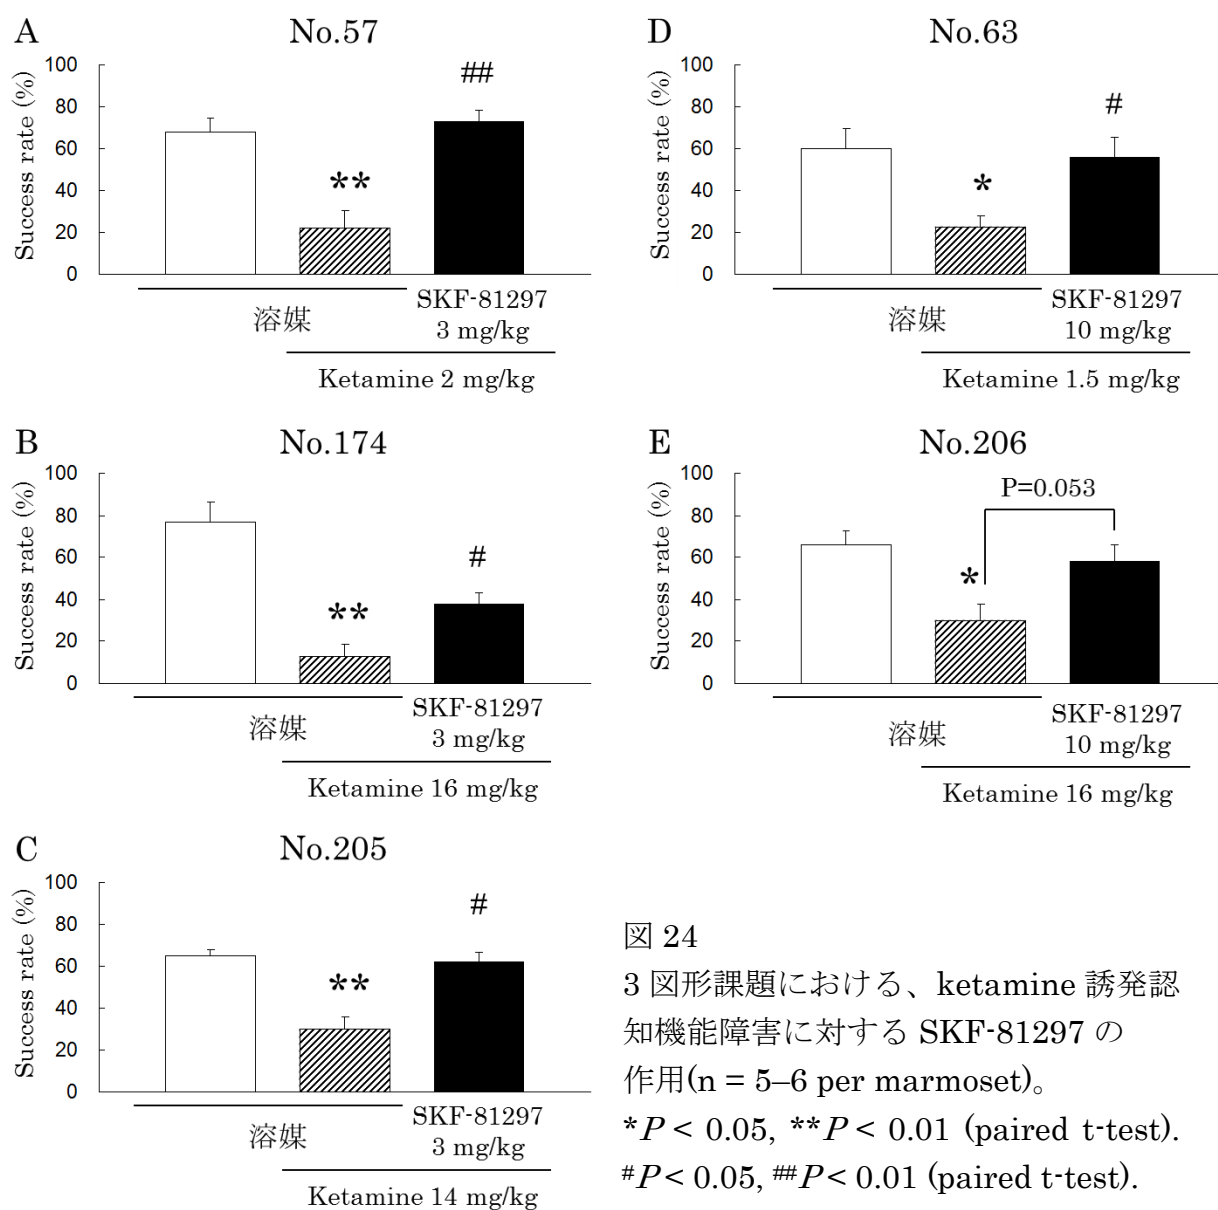 A
No.57
Success rate (%)
100
80
60
40
20
0
**
##
溶媒
SKF-81297
3 mg/kg
Ketamine 2 mg/kg
B
No.174
Success rate (%)
100
80
60
40
20
0
**
#
溶媒
SKF-81297
3 mg/kg
Ketamine 16 mg/kg
C
No.205
Success rate (%)
100
80
60
40
20
0
**
#
溶媒
SKF-81297
3 mg/kg
Ketamine 14 mg/kg
D
No.63
Success rate (%)
100
80
60
40
20
0
*
#
溶媒
SKF-81297
10 mg/kg
Ketamine 1.5 mg/kg
E
No.206
Success rate (%)
100
80
60
40
20
0
P=0.053
*
溶媒
SKF-81297
10 mg/kg
Ketamine 16 mg/kg
図 24
3 図形課題における、ketamine 誘発認
知機能障害に対する SKF-81297 の
作用(n = 5–6 per marmoset)。
*P < 0.05, **P < 0.01 (paired t-test).
#P < 0.05, ##P < 0.01 (paired t-test).